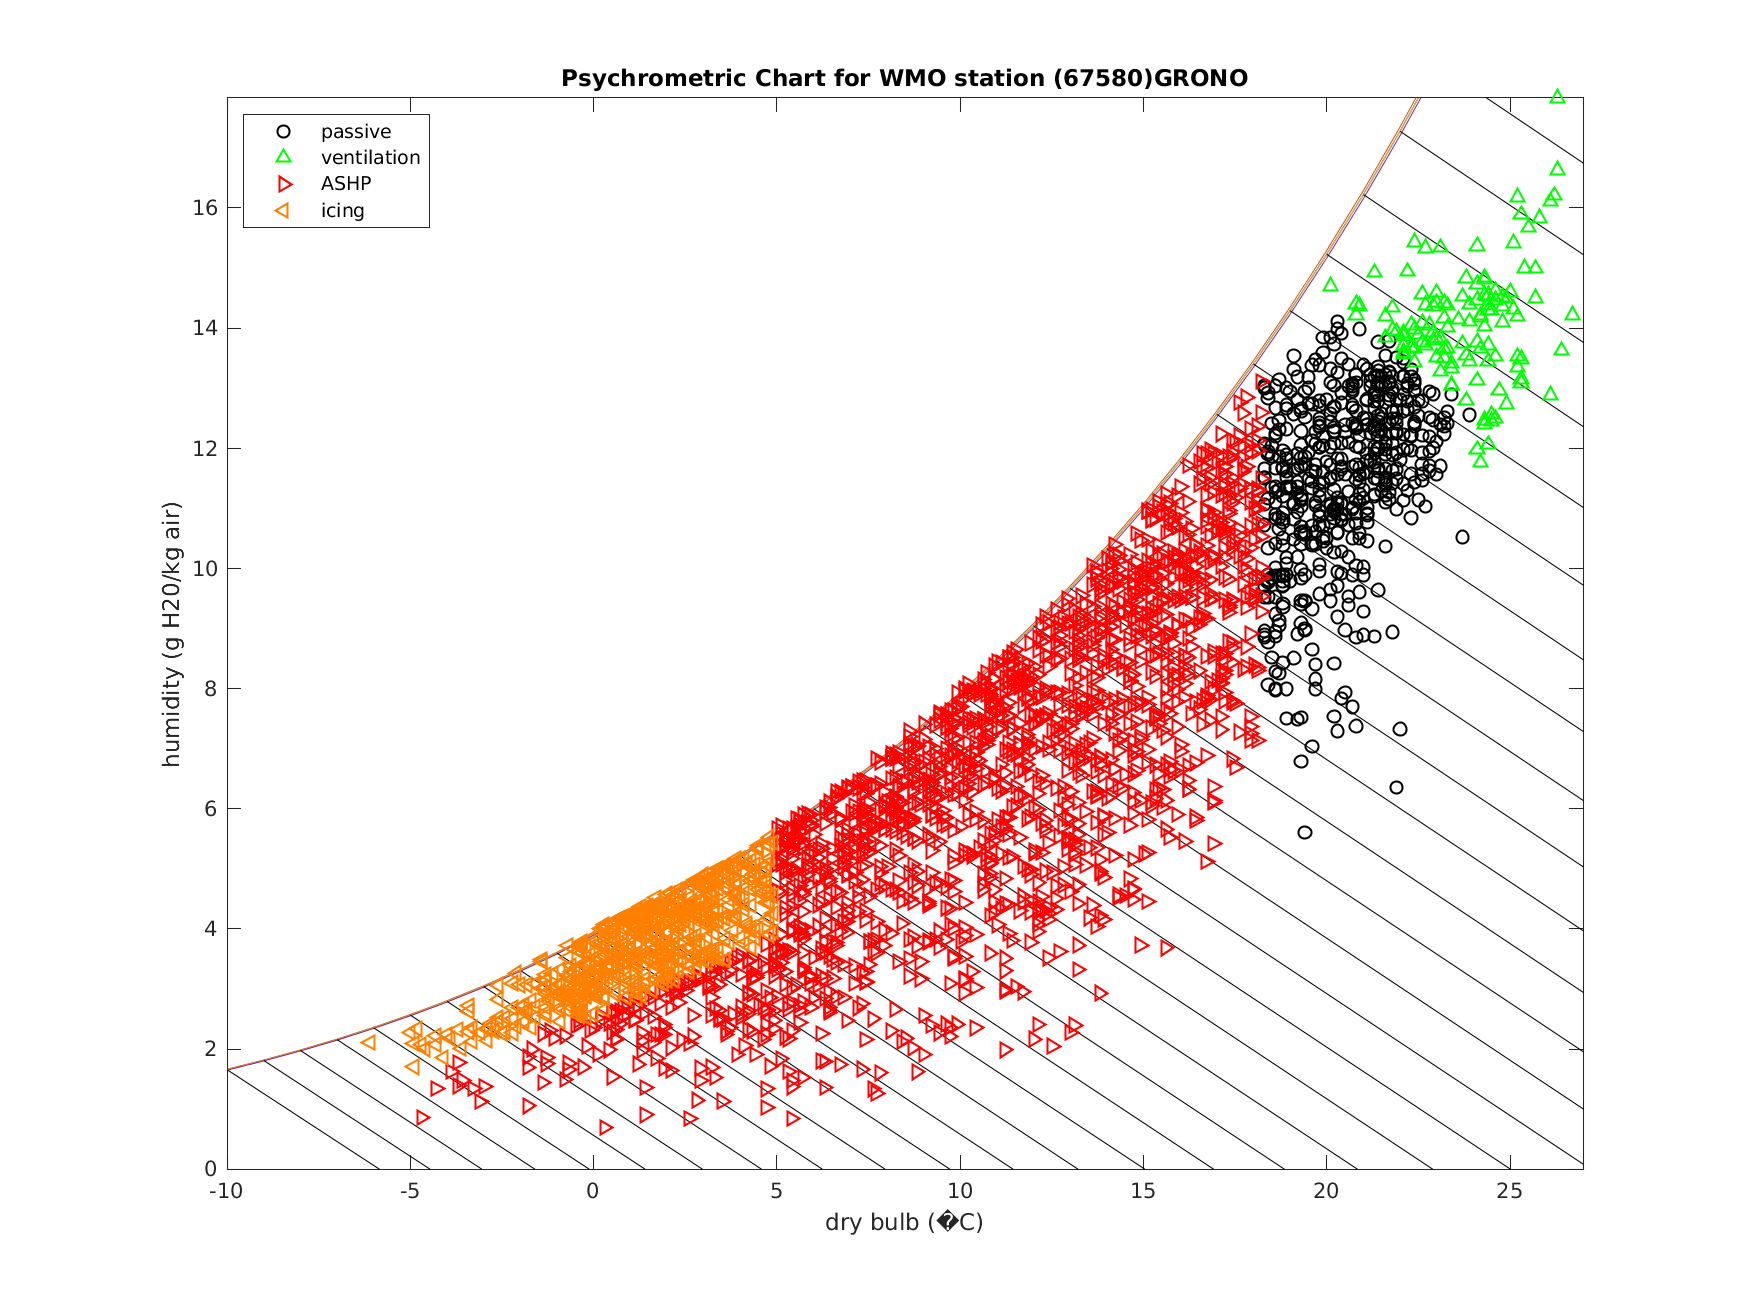 Psychrometric Chart for WMO station (67580)GRONO
passive
ventilation
ASHP
icing
humidity (g H20/kg air)
16
14
12
10
8
6
4
2
0
-10 -5 0 5 10 15 20 25
dry bulb (�C)